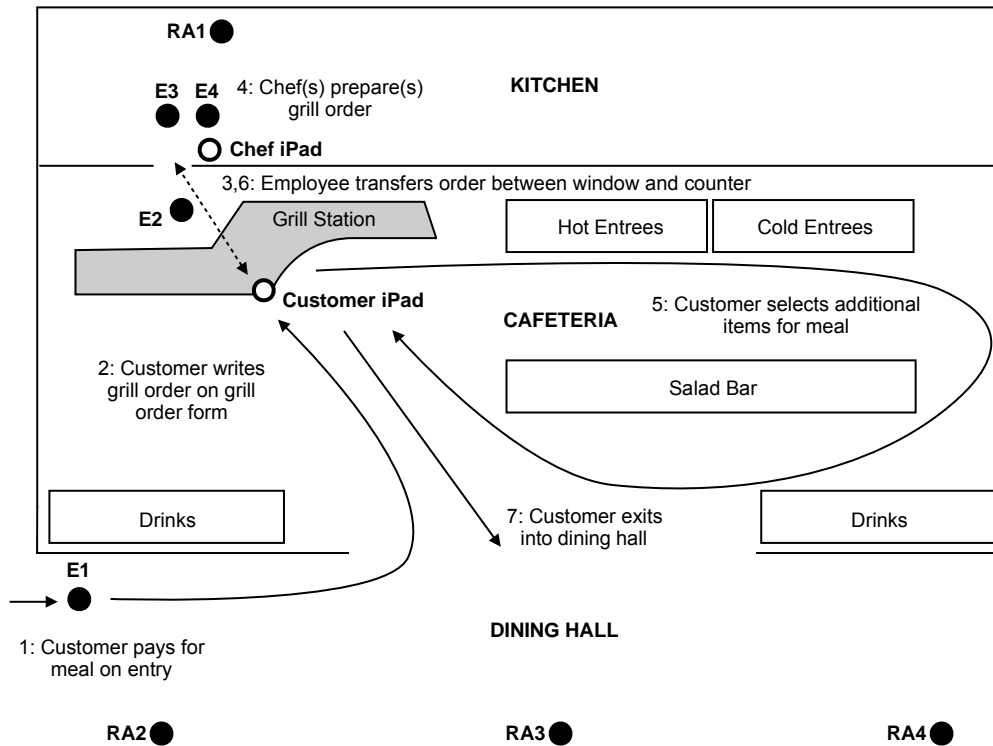 RA1
KITCHEN
E3 E4
4: Chef(s) prepare(s)
grill order
Chef iPad
3,6: Employee transfers order between window and counter
E2
Grill Station
Hot Entrees
Cold Entrees
Customer iPad
CAFETERIA
5: Customer selects additional
items for meal
2: Customer writes
grill order on grill
order form
Salad Bar
Drinks
7: Customer exits
into dining hall
Drinks
E1
1: Customer pays for
meal on entry
DINING HALL
RA2
RA3
RA4